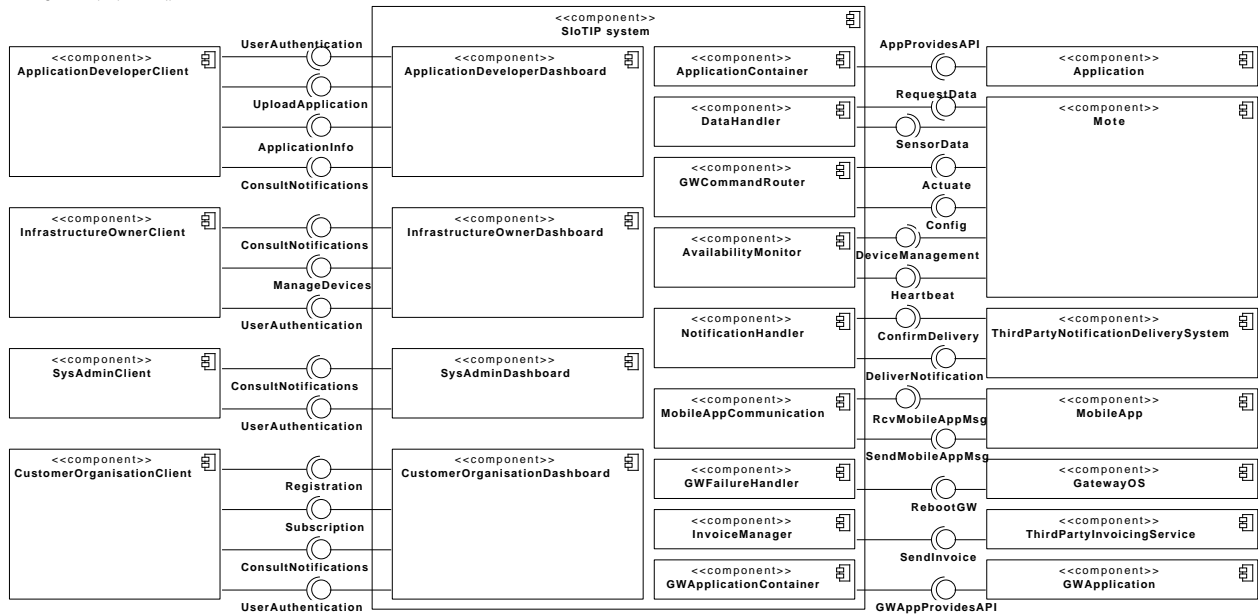 <<component>>
SIoTIP system
<<component>>
ApplicationDeveloperClient
UserAuthentication
UploadApplication
ApplicationInfo
ConsultNotifications
<<component>>
ApplicationDeveloperDashboard
<<component>>
InfrastructureOwnerClient
ConsultNotifications
ManageDevices
UserAuthentication
<<component>>
InfrastructureOwnerDashboard
<<component>>
SysAdminClient
ConsultNotifications
UserAuthentication
<<component>>
SysAdminDashboard
<<component>>
CustomerOrganisationClient
Registration
Subscription
ConsultNotifications
UserAuthentication
<<component>>
CustomerOrganisationDashboard
<<component>>
ApplicationContainer
AppProvidesAPI
<<component>>
Application
<<component>>
DataHandler
RequestData
SensorData
<<component>>
Mote
<<component>>
GWCommandRouter
Actuate
Config
<<component>>
AvailabilityMonitor
DeviceManagement
Heartbeat
<<component>>
NotificationHandler
ConfirmDelivery
DeliverNotification
<<component>>
ThirdPartyNotificationDeliverySystem
<<component>>
MobileAppCommunication
RcvMobileAppMsg
SendMobileAppMsg
<<component>>
MobileApp
<<component>>
GWFailureHandler
RebootGW
<<component>>
GatewayOS
<<component>>
InvoiceManager
SendInvoice
<<component>>
ThirdPartyInvoicingService
<<component>>
GWApplicationContainer
GWAppProvidesAPI
<<component>>
GWApplication